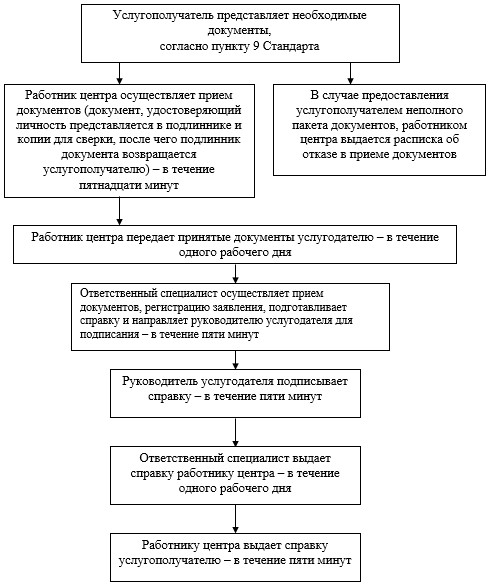 Услугополучатель представляет необходимые
документы,
согласно пункту 9 Стандарта
Работник центра осуществляет прием
документов (документ, удостоверяющий
личность представляется в подлиннике и
копии для сверки, после чего подлинник
документа возвращается
услугополучателю) – в течение
пятнадцати минут
В случае предоставления
услугополучателем неполного
пакета документов, работником
центра выдается расписка об
отказе в приеме документов
Работник центра передает принятые документы услугодателю – в течение
одного рабочего дня
Ответственный специалист осуществляет прием
документов, регистрацию заявления, подготавливает
справку и направляет руководителю услугодателя для
подписания – в течение пяти минут
Руководитель услугодателя подписывает
справку – в течение пяти минут
Ответственный специалист выдает
справку работнику центра – в течение
одного рабочего дня
Работнику центра выдает справку
услугополучателю – в течение пяти минут